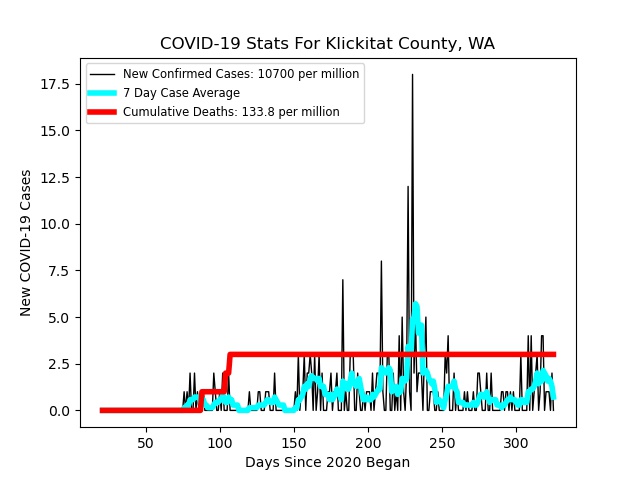 COVID-19 Stats For Klickitat County, WA
New Confirmed Cases: 10700 per million
7 Day Case Average
Cumulative Deaths: 133.8 per million
New COVID-19 Cases
17.5
15.0
12.5
10.0
7.5
5.0
2.5
0.0
50 100 150 200 250 300
Days Since 2020 Began